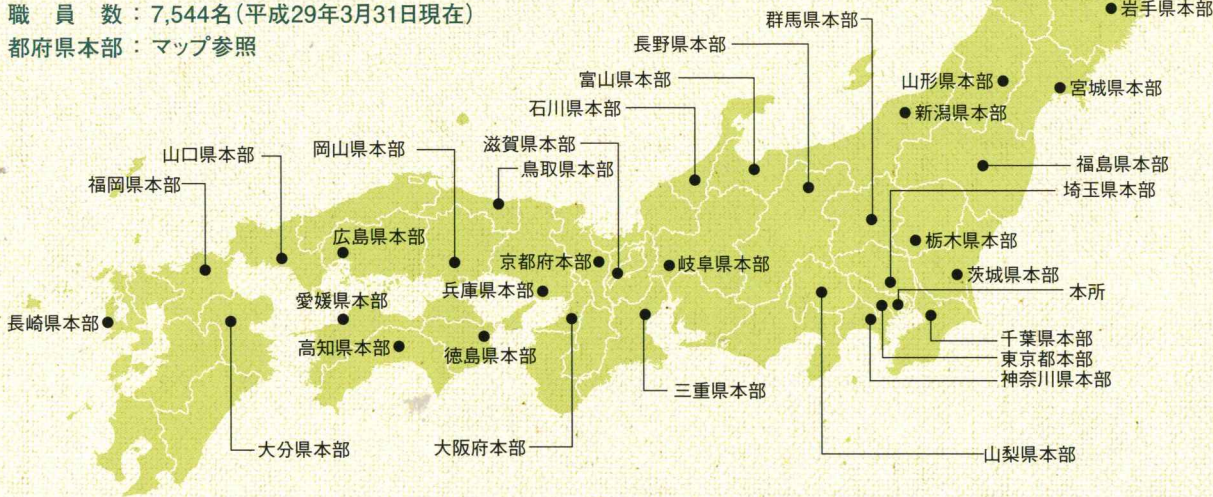 職員数：7,544名（平成29年3月31日現在）
都府県本部：マップ参照
岩手県本部
群馬県本部
長野県本部
富山県本部
山形県本部
宮城県本部
石川県本部
新潟県本部
滋賀県本部
岡山県本部
山口県本部
鳥取県本部
福島県本部
福岡県本部
埼玉県本部
広島県本部
栃木県本部
京都府本部
岐阜県本部
茨城県本部
兵庫県本部
本所
愛媛県本部
長崎県本部
千葉県本部
高知県本部
徳島県本部
東京都本部
神奈川県本部
三重県本部
大分県本部
大阪府本部
山梨県本部